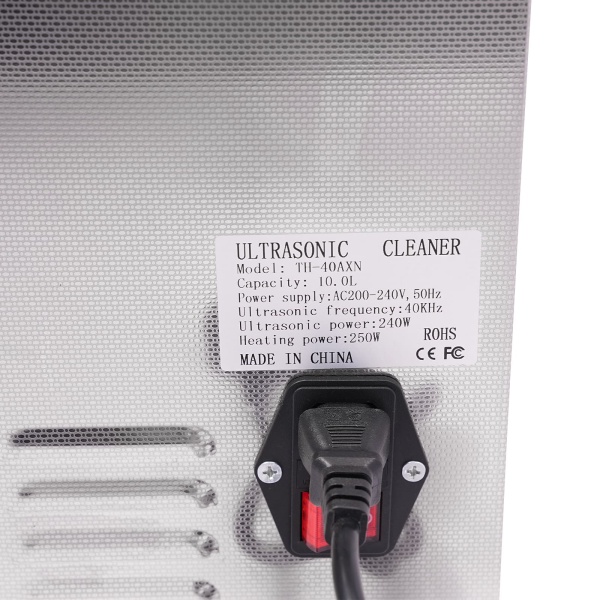 ULTRASONIC CLEANER
Model: TH-40AXN
Capacity: 10.0L
Power supply:AC200-240V,50Hz
Ultrasonic frequency:40KHz
Ultrasonic power:240W
Heating power:250W ROHS
MADE IN CHINA CE FC